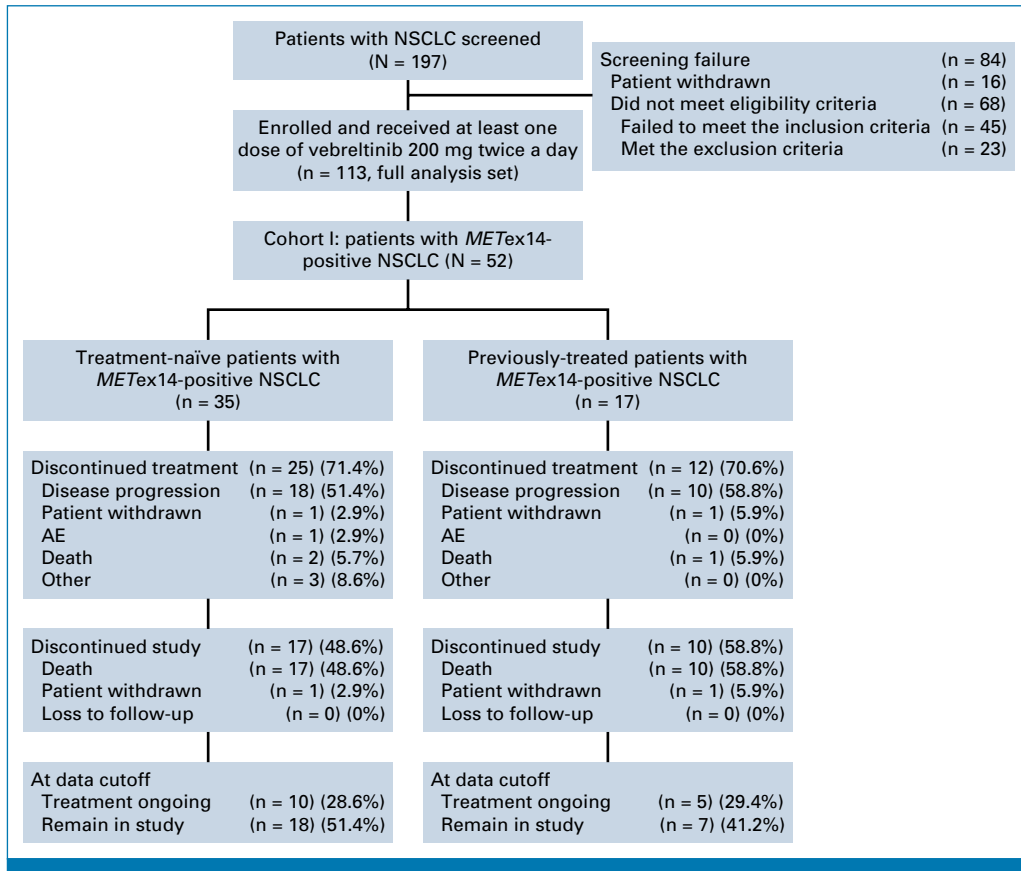 Patients with NSCLC screened
(N = 197)
Screening failure (n = 84)
Patient withdrawn (n = 16)
Did not meet eligibility criteria (n = 68)
Failed to meet the inclusion criteria (n = 45)
Met the exclusion criteria (n = 23)
Enrolled and received at least one
dose of vebreltinib 200 mg twice a day
(n = 113, full analysis set)
Cohort I: patients with METex14-
positive NSCLC (N = 52)
Treatment-naïve patients with
METex14-positive NSCLC
(n = 35)
Discontinued treatment (n = 25) (71.4%)
Disease progression (n = 18) (51.4%)
Patient withdrawn (n = 1) (2.9%)
AE (n = 1) (2.9%)
Death (n = 2) (5.7%)
Other (n = 3) (8.6%)
Discontinued study (n = 17) (48.6%)
Death (n = 17) (48.6%)
Patient withdrawn (n = 1) (2.9%)
Loss to follow-up (n = 0) (0%)
At data cutoff
Treatment ongoing (n = 10) (28.6%)
Remain in study (n = 18) (51.4%)
Previously-treated patients with
METex14-positive NSCLC
(n = 17)
Discontinued treatment (n = 12) (70.6%)
Disease progression (n = 10) (58.8%)
Patient withdrawn (n = 1) (5.9%)
AE (n = 0) (0%)
Death (n = 1) (5.9%)
Other (n = 0) (0%)
Discontinued study (n = 10) (58.8%)
Death (n = 10) (58.8%)
Patient withdrawn (n = 1) (5.9%)
Loss to follow-up (n = 0) (0%)
At data cutoff
Treatment ongoing (n = 5) (29.4%)
Remain in study (n = 7) (41.2%)